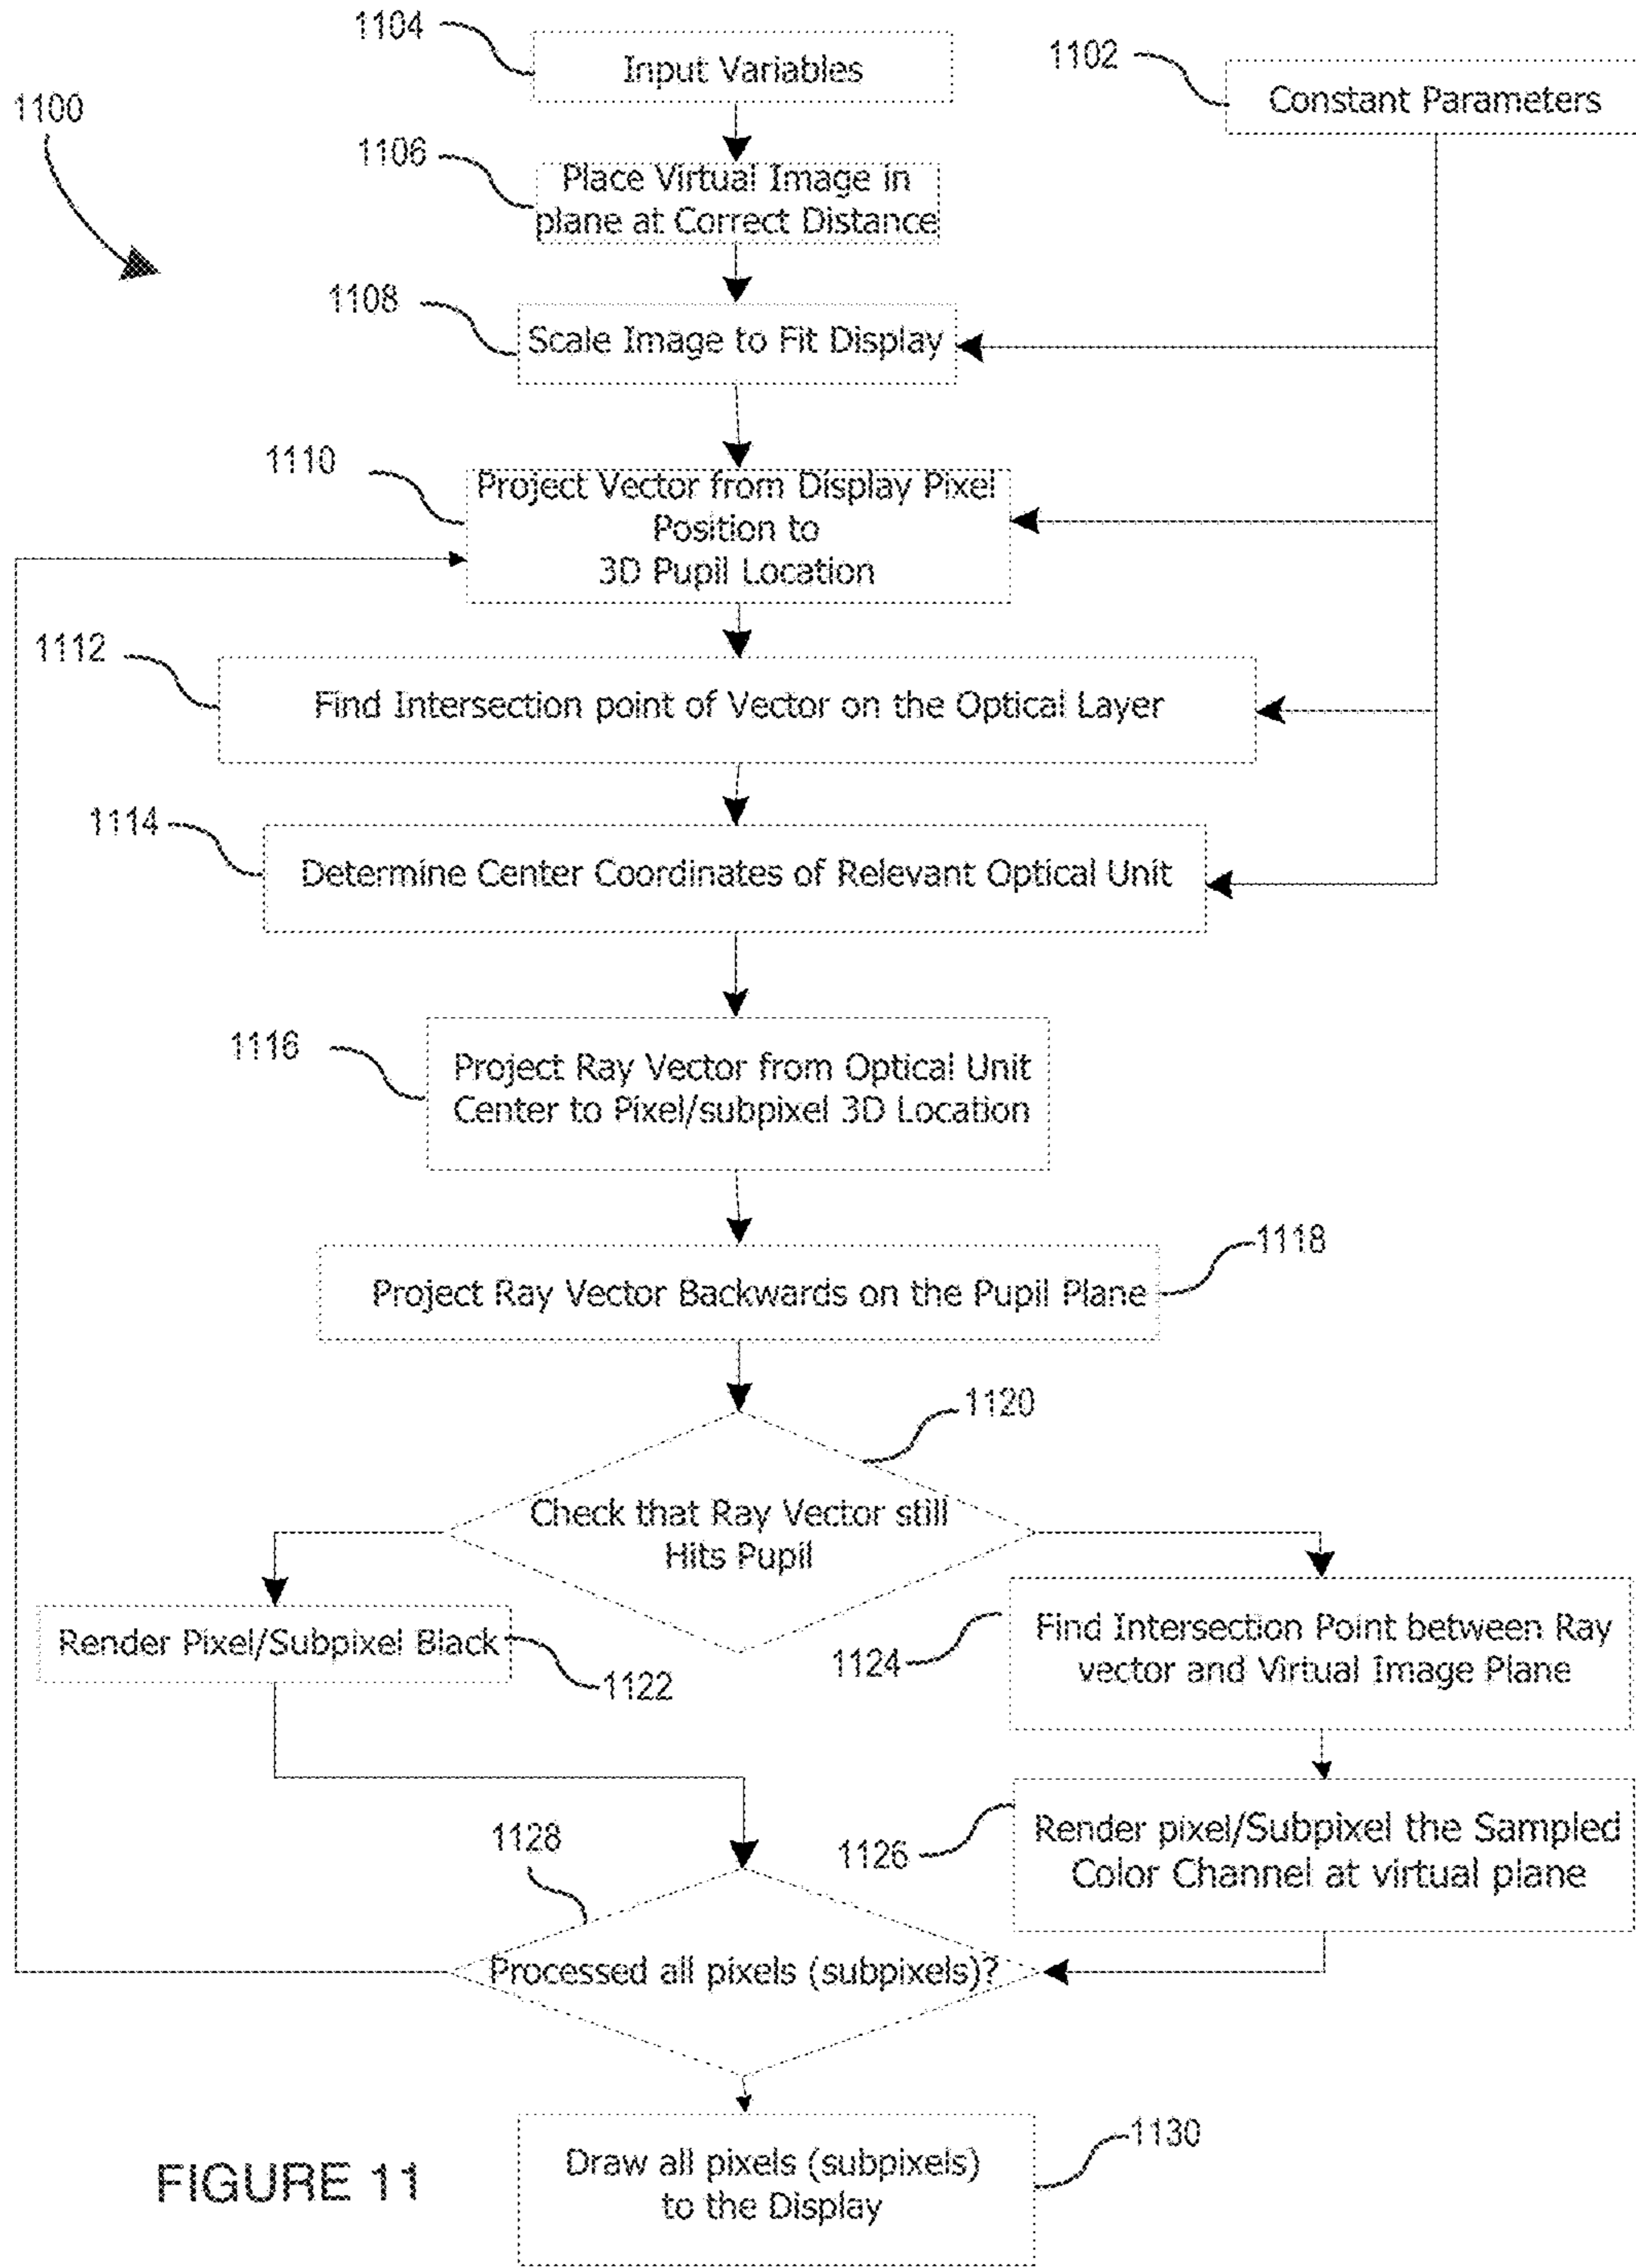 1104
Input Variables
1102
Constant Parameters
1100
1106
Place Virtual Image in
plane at Correct Distance
1108
Scale Image to Fit Display
1110
Project Vector from Display Pixel
Position to
3D Pupil Location
1112
Find Intersection point of Vector on the Optical Layer
1114
Determine Center Coordinates of Relevant Optical Unit
1116
Project Ray Vector from Optical Unit
Center to Pixel/subpixel 3D Location
1118
Project Ray Vector Backwards on the Pupil Plane
1120
Check that Ray Vector still
Hits Pupil
Render Pixel/Subpixel Black
1122
1124
Find Intersection Point between Ray
vector and Virtual Image Plane
1126
Render pixel/Subpixel the Sampled
Color Channel at virtual plane
1128
Processed all pixels (subpixels)?
1130
Draw all pixels (subpixels)
to the Display
FIGURE 11